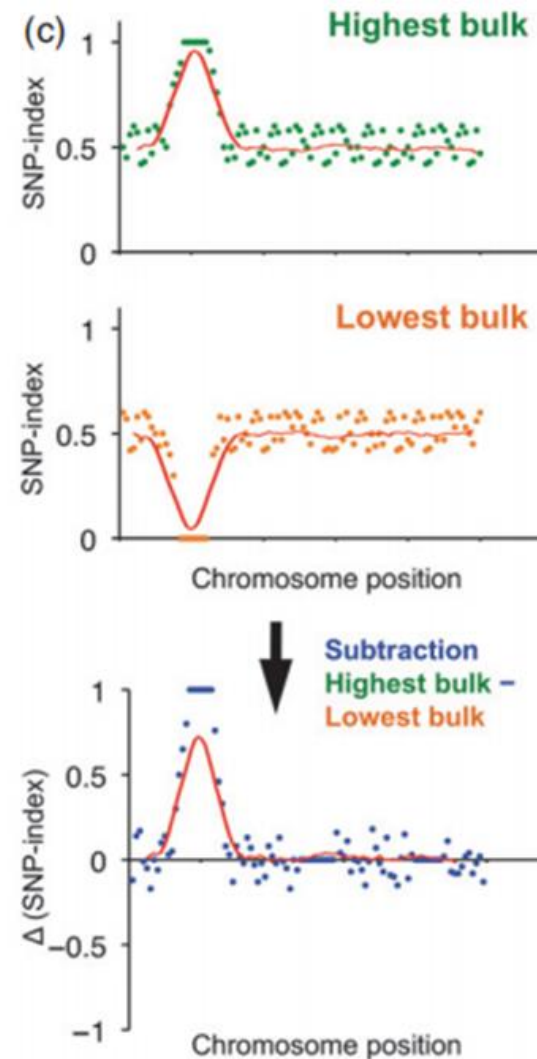 (c)
Highest bulk
SNP-index
1
0.5
0
Lowest bulk
SNP-index
1
0.5
0
Chromosome position
Subtraction
Highest bulk –
Lowest bulk
Δ (SNP-index)
1
0.5
0
−0.5
−1
Chromosome position